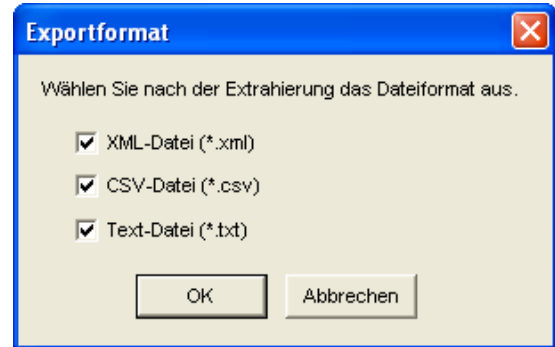 Exportformat
Wählen Sie nach der Extrahierung das Dateiformat aus.
XML-Datei (*.xml)
CSV-Datei (*.csv)
Text-Datei (*.txt)
OK Abbrechen